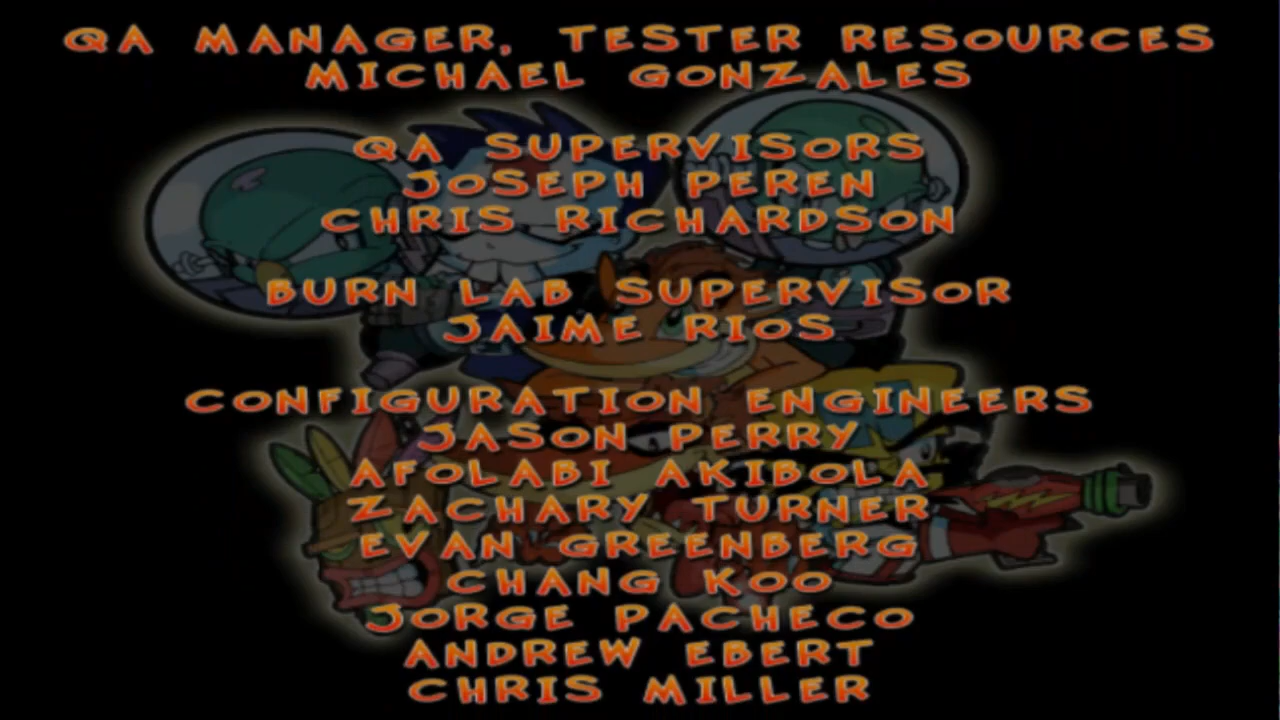 QA MANAGER, TESTER RESOURCES
MICHAEL GONZALES
QA SUPERVISORS
JOSEPH PEREN
CHRIS RICHARDSON
BURN LAB SUPERVISOR
JAIME RIOS
CONFIGURATION ENGINEERS
JASON PERRY
AFOLABI AKIBOLA
ZACHARY TURNER
EVAN GREENBERG
CHANG KOO
JORGE PACHECO
ANDREW EBERT
CHRIS MILLER